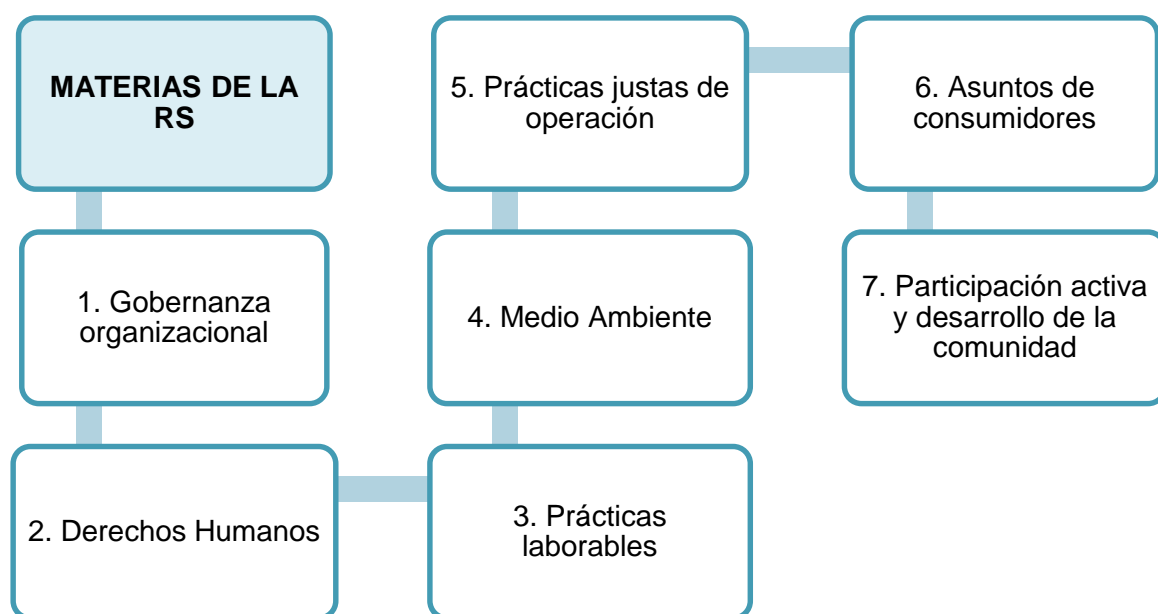 MATERIAS DE LA
RS
1. Gobernanza
organizacional
2. Derechos Humanos
3. Prácticas
laborables
4. Medio Ambiente
5. Prácticas justas de
operación
6. Asuntos de
consumidores
7. Participación activa
y desarrollo de la
comunidad